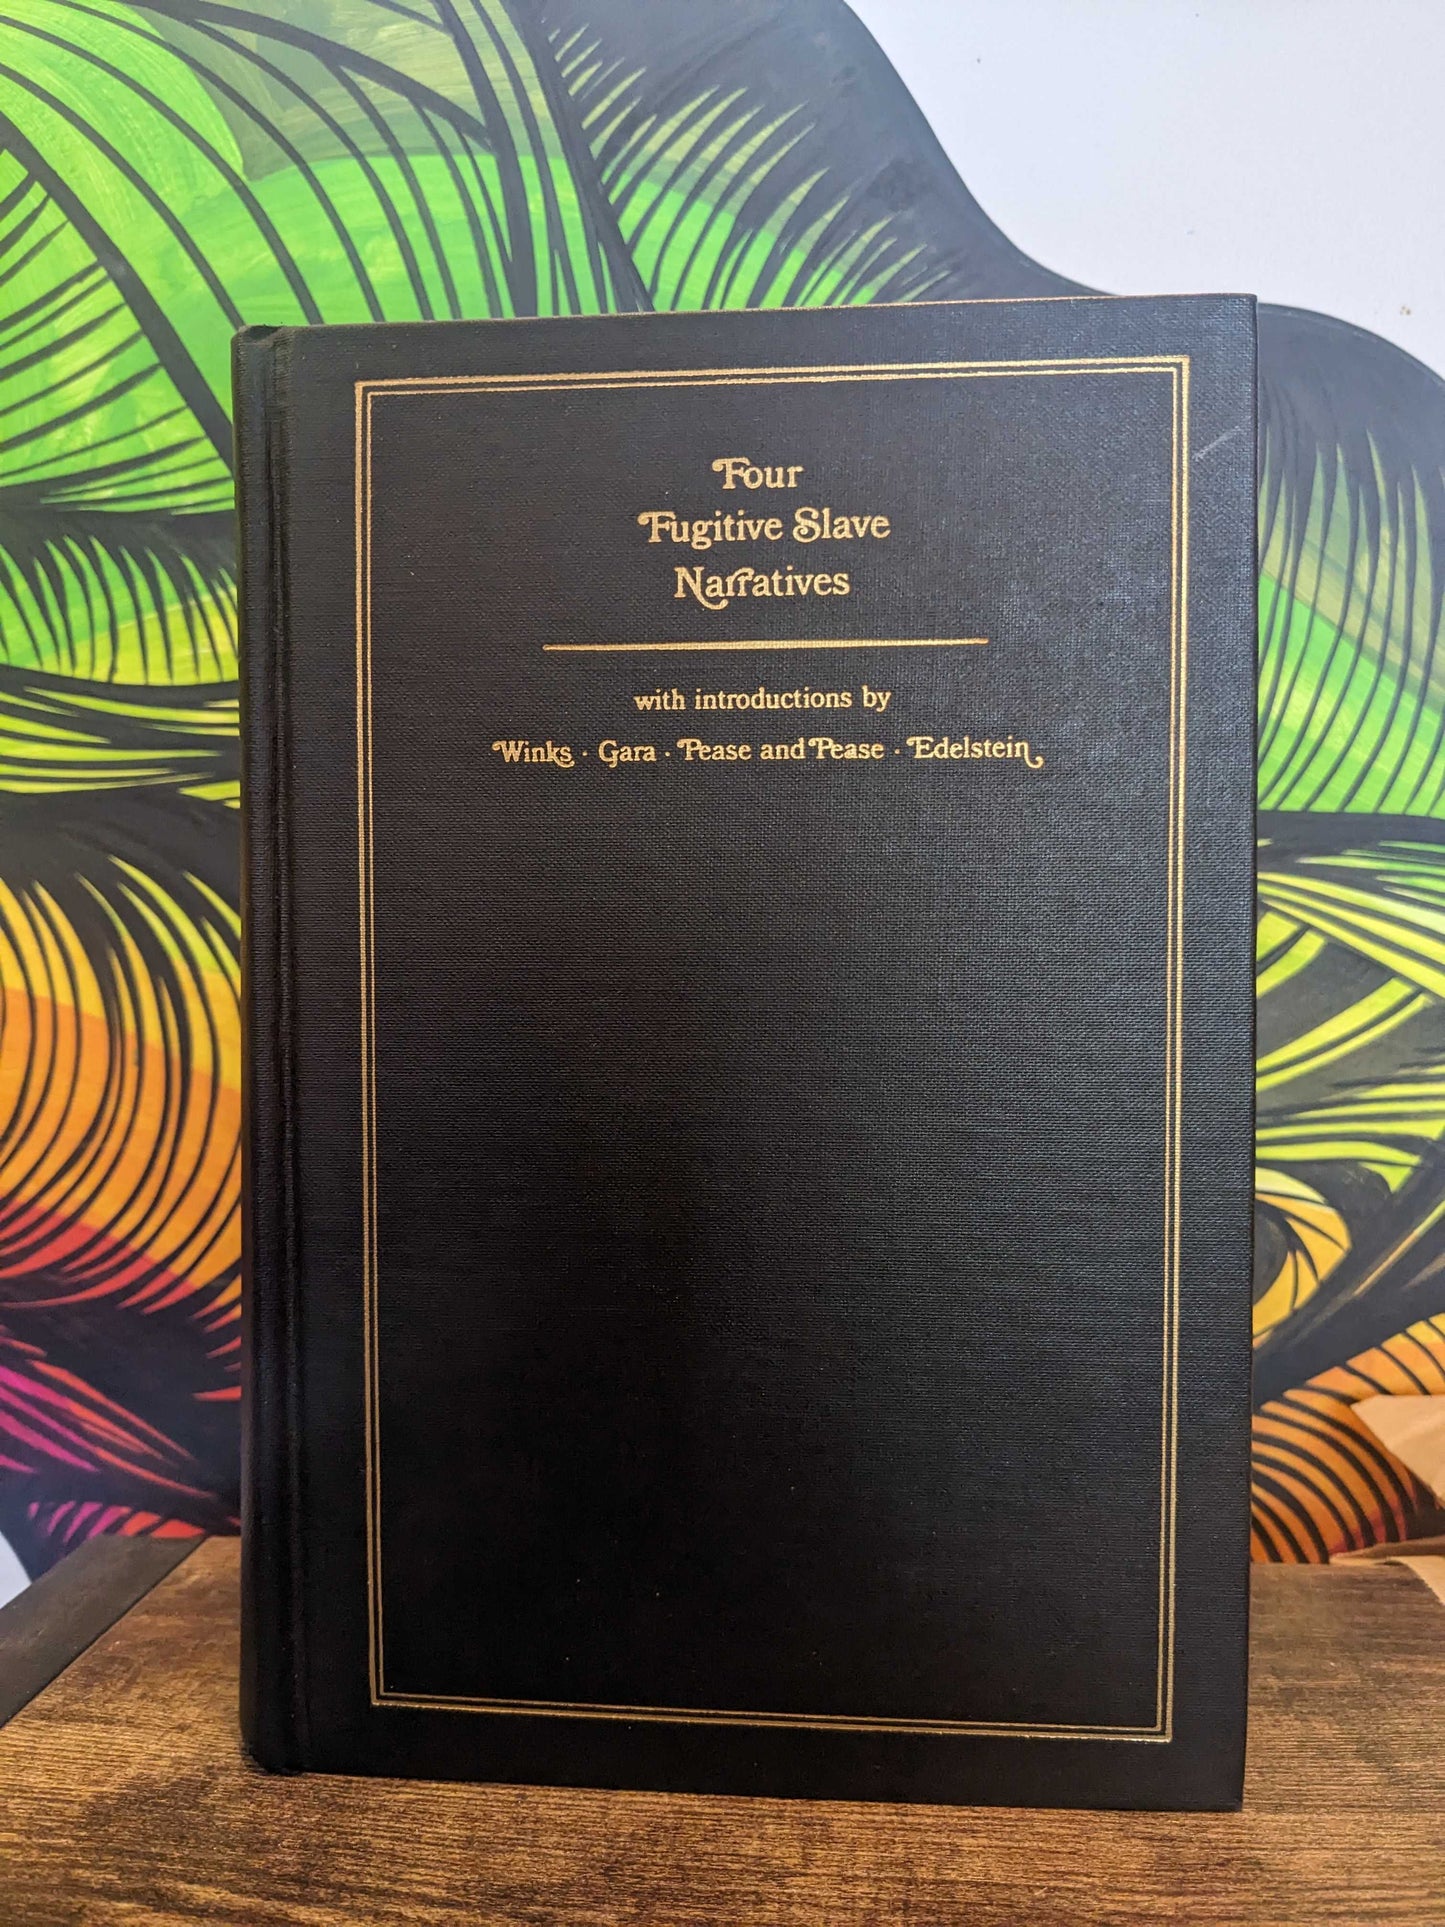 Four
Fugitive Slave
Narratives
with introductions by
Winks · Gara · Pease and Pease · Edelstein